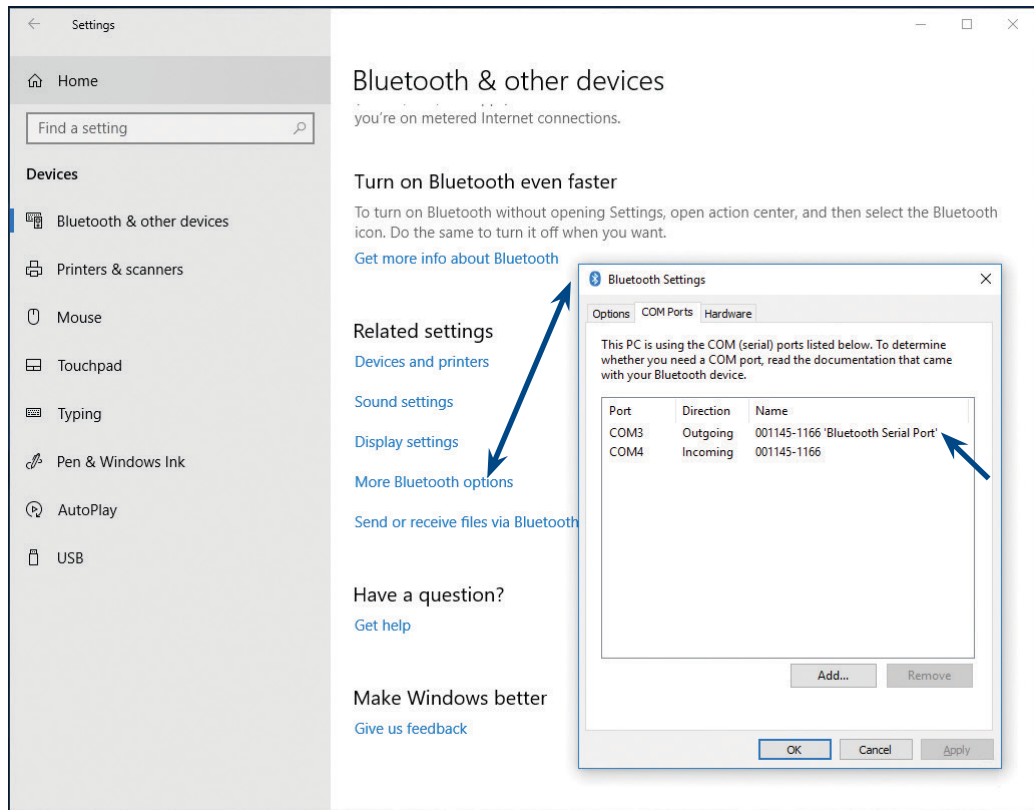 Settings
Home
Find a setting
Devices
Bluetooth & other devices
Printers & scanners
Mouse
Touchpad
Typing
Pen & Windows Ink
AutoPlay
USB
Bluetooth & other devices
you're on metered Internet connections.
Turn on Bluetooth even faster
To turn on Bluetooth without opening Settings, open action center, and then select the Bluetooth
icon. Do the same to turn it off when you want.
Get more info about Bluetooth
Related settings
Devices and printers
Sound settings
Display settings
More Bluetooth options
Send or receive files via Bluetooth
Have a question?
Get help
Make Windows better
Give us feedback
Bluetooth Settings
Options COM Ports Hardware
This PC is using the COM (serial) ports listed below. To determine
whether you need a COM port, read the documentation that came
with your Bluetooth device.
Port Direction Name
COM3 Outgoing 001145-1166 'Bluetooth Serial Port'
COM4 Incoming 001145-1166
Add... Remove
OK Cancel Apply